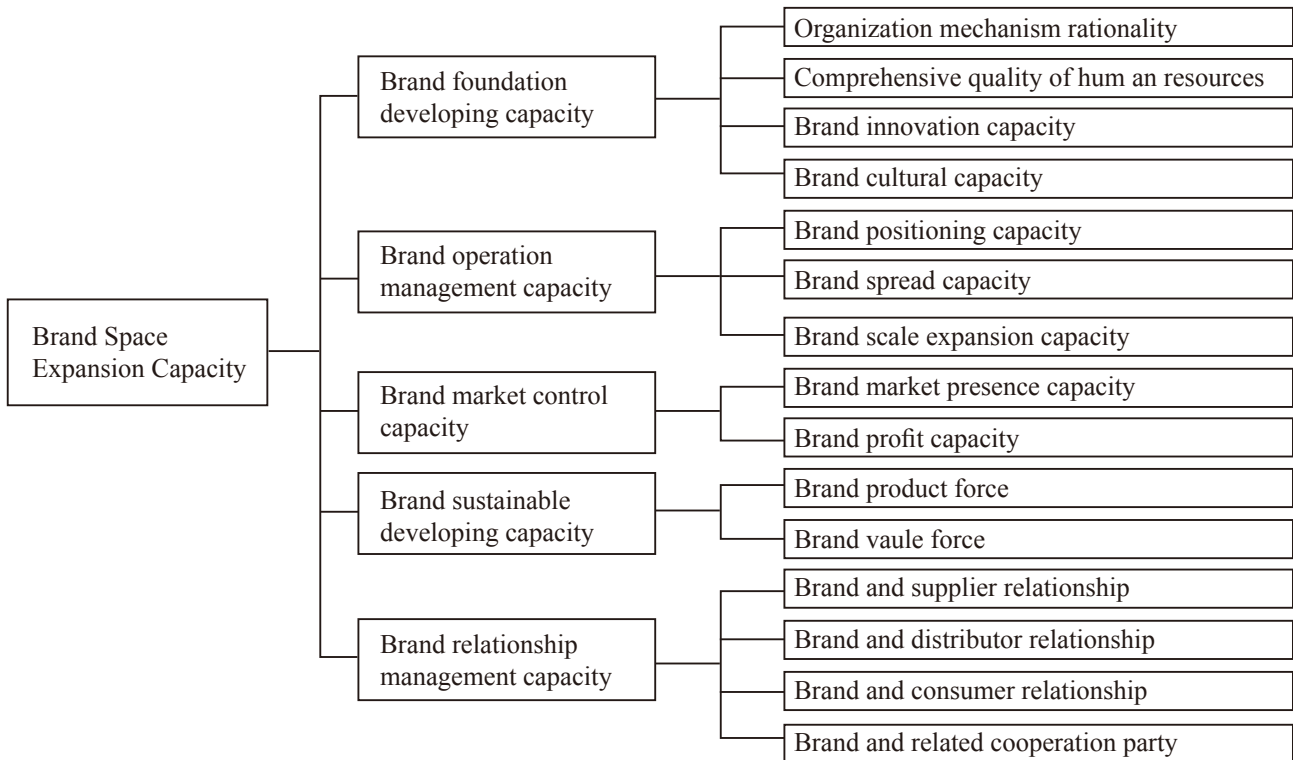 Brand Space
Expansion Capacity
Brand foundation
developing capacity
Organization mechanism rationality
Comprehensive quality of hum an resources
Brand innovation capacity
Brand cultural capacity
Brand operation
management capacity
Brand positioning capacity
Brand spread capacity
Brand scale expansion capacity
Brand market control
capacity
Brand market presence capacity
Brand profit capacity
Brand sustainable
developing capacity
Brand product force
Brand vaule force
Brand relationship
management capacity
Brand and supplier relationship
Brand and distributor relationship
Brand and consumer relationship
Brand and related cooperation party